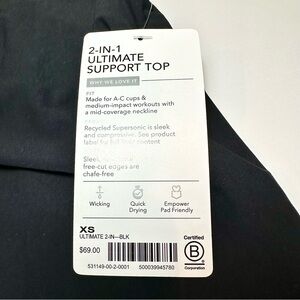 2-IN-1
ULTIMATE
SUPPORT TOP
WHY WE LOVE IT
FIT
Made for A-C cups &
medium-impact workouts with
a mid-coverage neckline
Recycled Supersonic is sleek
and compressive. See product
label for full content
free-cut edges are
chafe-free
Wicking
Quick
Drying
Empower
Pad Friendly
XS
ULTIMATE 2-IN—BLK
$69.00
531149-00-2-0001
500039945780
Certified
B
Corporation